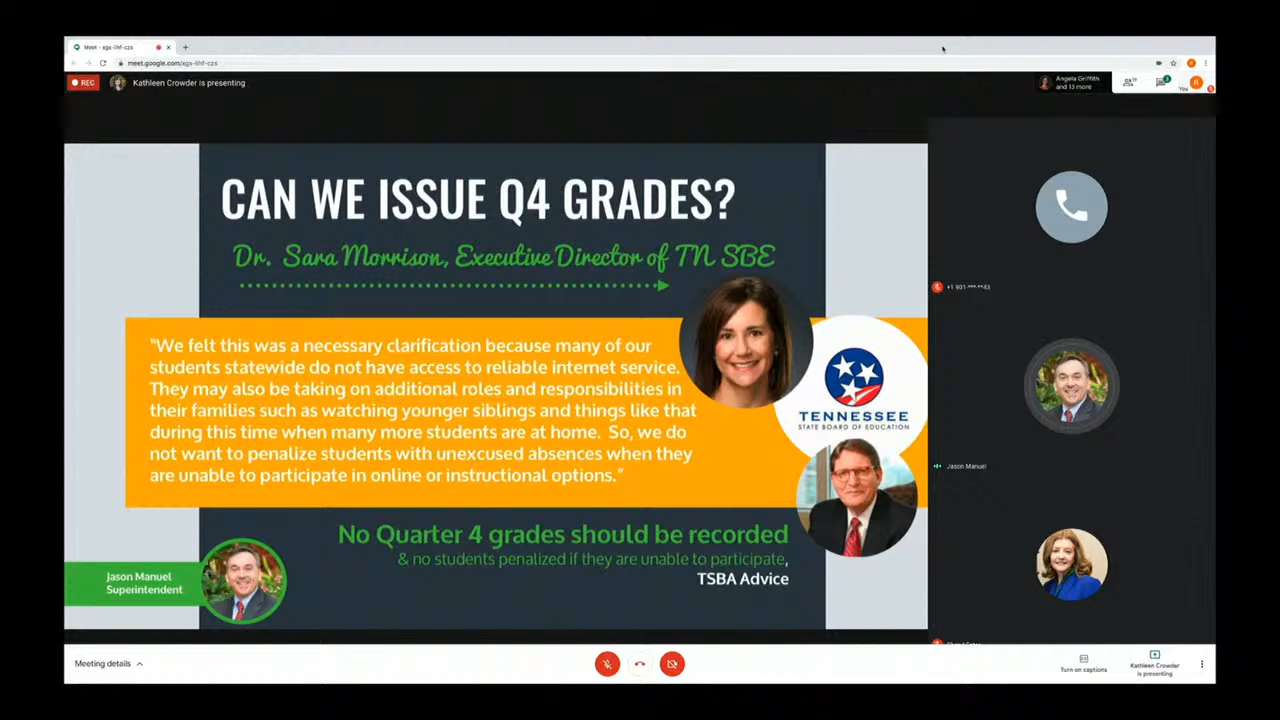 Meet - xgx-iihf-czs
meet.google.com/xgx-iihf-czs
REC
Kathleen Crowder is presenting
Angela Griffith
and 13 more
You
CAN WE ISSUE Q4 GRADES?
Dr. Sara Morrison, Executive Director of TN SBE
"We felt this was a necessary clarification because many of our
students statewide do not have access to reliable internet service.
They may also be taking on additional roles and responsibilities in
their families such as watching younger siblings and things like that
during this time when many more students are at home. So, we do
not want to penalize students with unexcused absences when they
are unable to participate in online or instructional options."
TENNESSEE
STATE BOARD OF EDUCATION
No Quarter 4 grades should be recorded
& no students penalized if they are unable to participate,
TSBA Advice
Jason Manuel
Superintendent
+1 901-***-**43
Jason Manuel
Meeting details
Turn on captions
Kathleen Crowder
is presenting